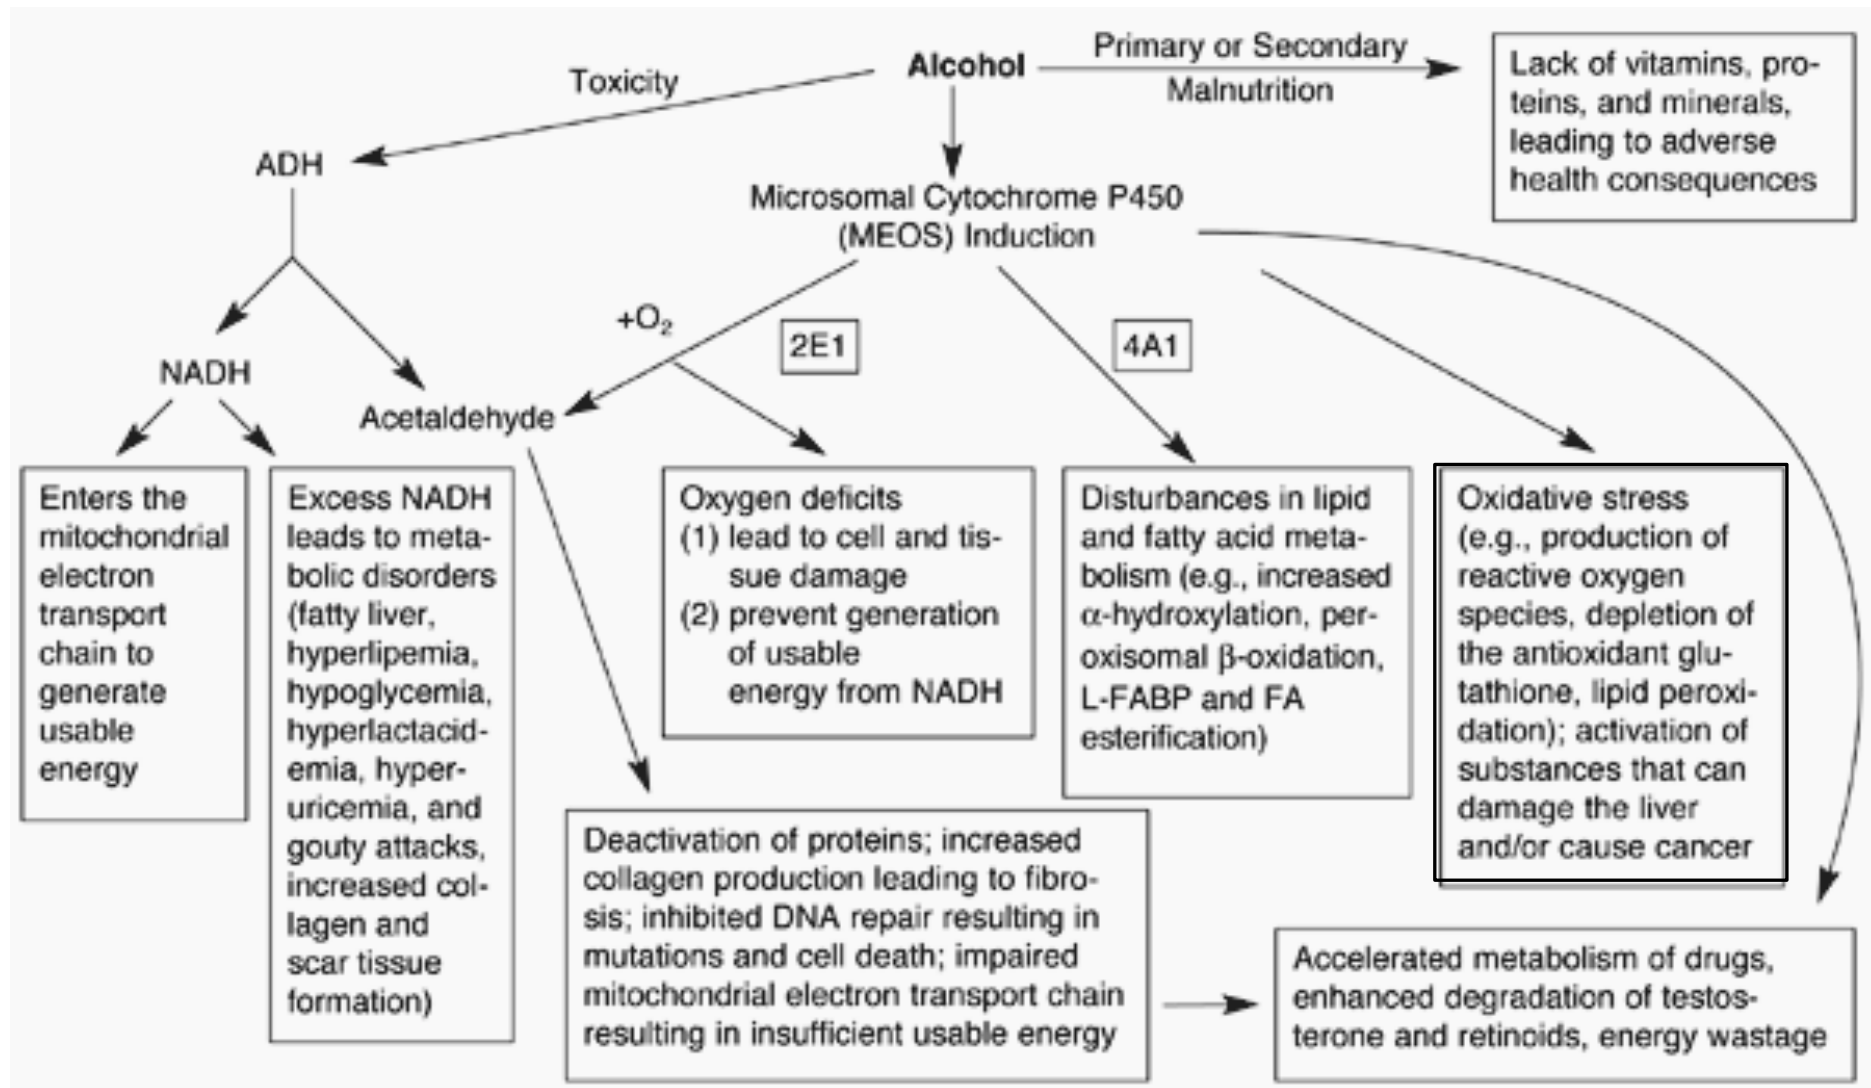 Alcohol
Primary or Secondary
Malnutrition
Toxicity
Lack of vitamins, pro-
teins, and minerals,
leading to adverse
health consequences
ADH
Microsomal Cytochrome P450
(MEOS) Induction
+O₂
2E1
4A1
NADH
Acetaldehyde
Enters the
mitochondrial
electron
transport
chain to
generate
usable
energy
Excess NADH
leads to meta-
bolic disorders
(fatty liver,
hyperlipemia,
hypoglycemia,
hyperlactacid-
emia, hyper-
uricemia, and
gouty attacks,
increased col-
lagen and
scar tissue
formation)
Oxygen deficits
(1) lead to cell and tis-
sue damage
(2) prevent generation
of usable
energy from NADH
Disturbances in lipid
and fatty acid meta-
bolism (e.g., increased
α-hydroxylation, per-
oxisomal β-oxidation,
L-FABP and FA
esterification)
Oxidative stress
(e.g., production of
reactive oxygen
species, depletion of
the antioxidant glu-
tathione, lipid peroxi-
dation); activation of
substances that can
damage the liver
and/or cause cancer
Deactivation of proteins; increased
collagen production leading to fibro-
sis; inhibited DNA repair resulting in
mutations and cell death; impaired
mitochondrial electron transport chain
resulting in insufficient usable energy
Accelerated metabolism of drugs,
enhanced degradation of testos-
terone and retinoids, energy wastage